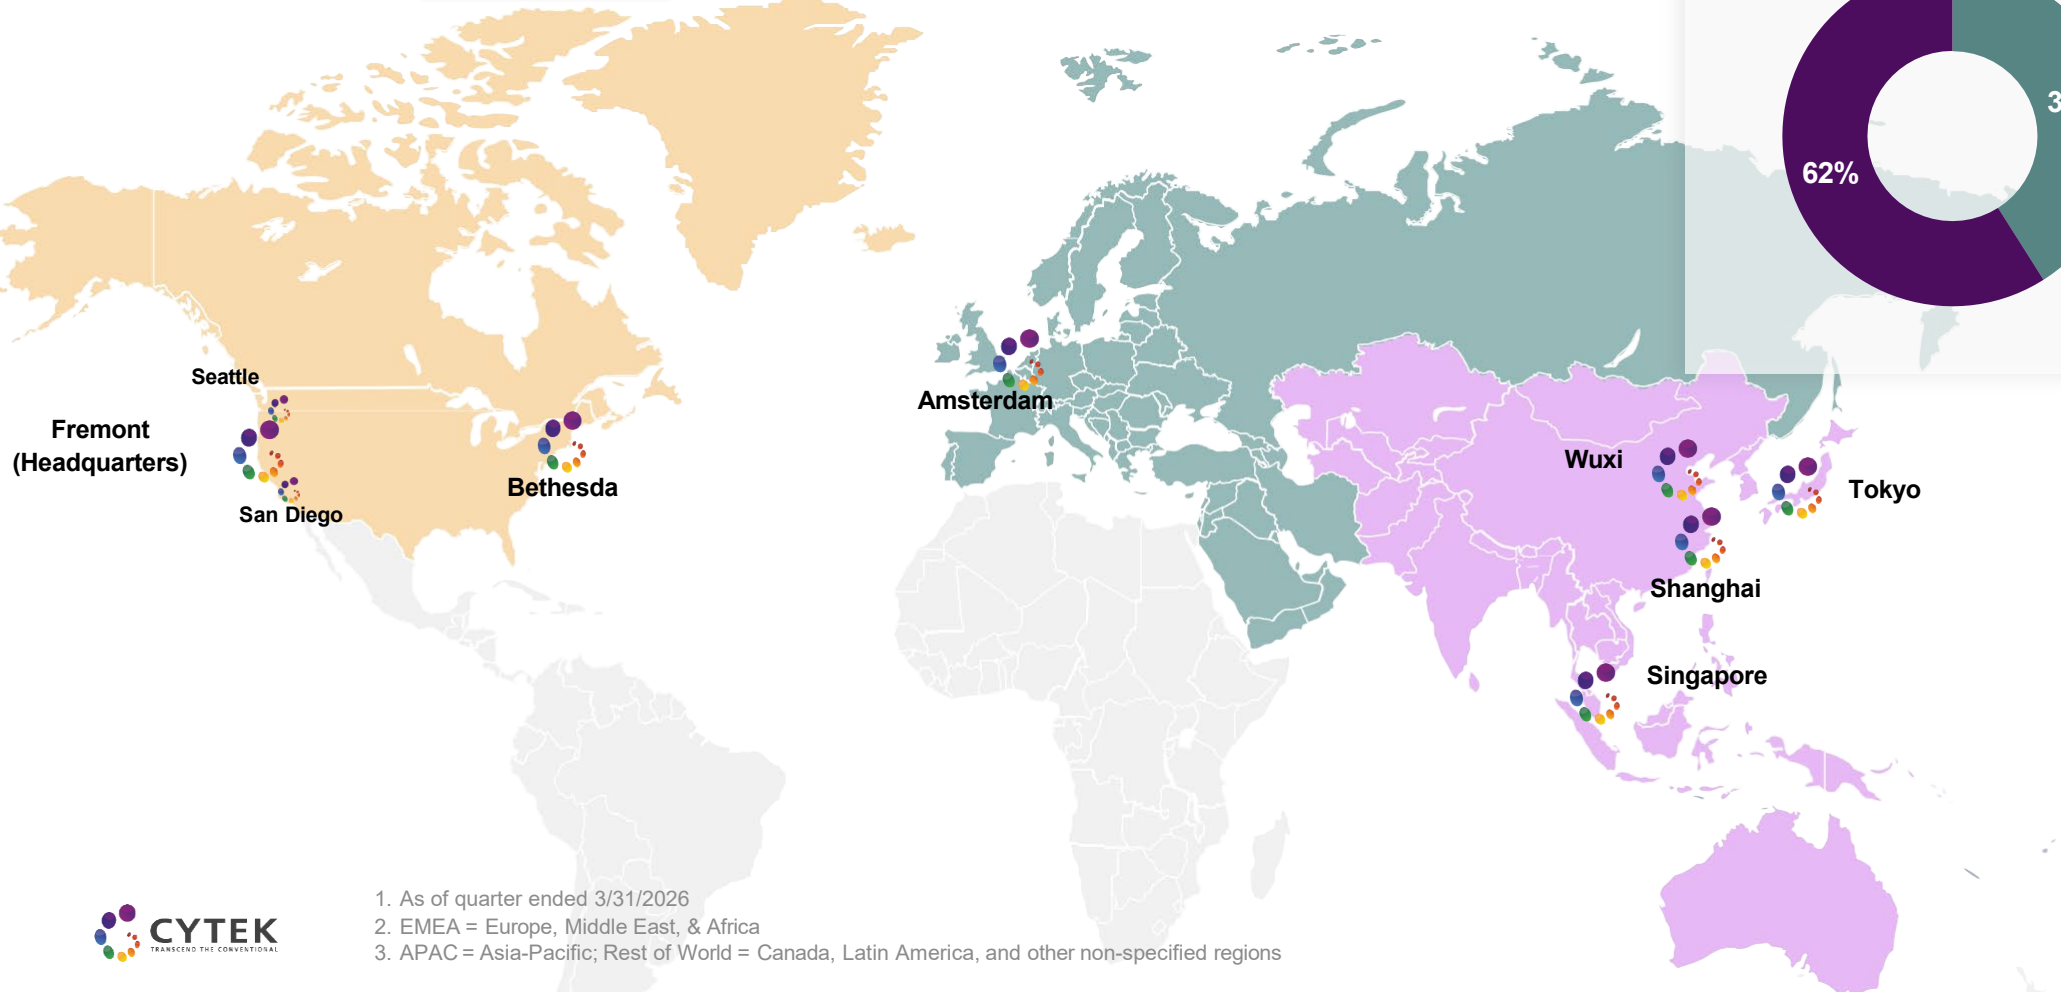 62%
3
Seattle
Fremont
(Headquarters)
San Diego
Bethesda
Amsterdam
Wuxi
Tokyo
Shanghai
Singapore
CYTEK
TRANSCEND THE CONVENTIONAL
1. As of quarter ended 3/31/2026
2. EMEA = Europe, Middle East, & Africa
3. APAC = Asia-Pacific; Rest of World = Canada, Latin America, and other non-specified regions